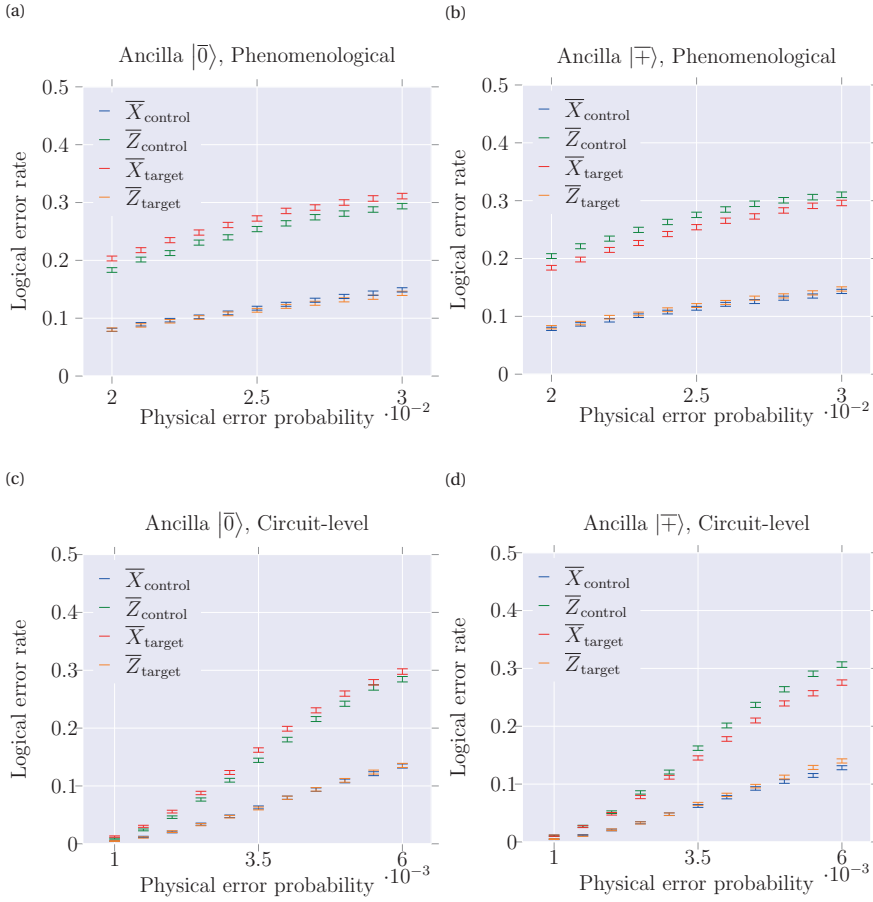 (a)
Ancilla |0̅⟩, Phenomenological
0.5
0.4
0.3
0.2
0.1
0
Logical error rate
X̅control
Z̅control
X̅target
Z̅target
2
2.5
3
Physical error probability ·10⁻²
(b)
Ancilla |+̅⟩, Phenomenological
0.5
0.4
0.3
0.2
0.1
0
Logical error rate
X̅control
Z̅control
X̅target
Z̅target
2
2.5
3
Physical error probability ·10⁻²
(c)
Ancilla |0̅⟩, Circuit-level
0.5
0.4
0.3
0.2
0.1
0
Logical error rate
X̅control
Z̅control
X̅target
Z̅target
1
3.5
6
Physical error probability ·10⁻³
(d)
Ancilla |+̅⟩, Circuit-level
0.5
0.4
0.3
0.2
0.1
0
Logical error rate
X̅control
Z̅control
X̅target
Z̅target
1
3.5
6
Physical error probability ·10⁻³